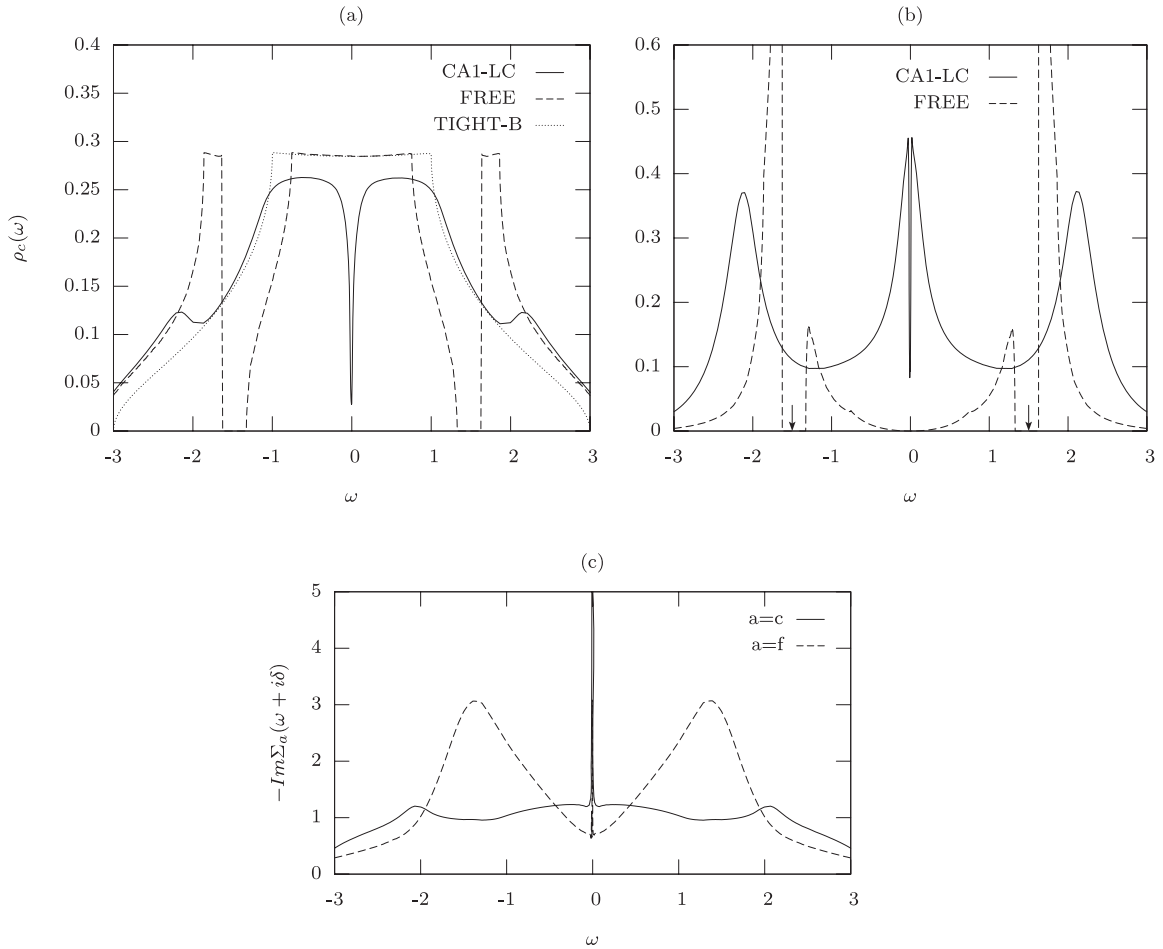 (a)
0.4
0.35
0.3
0.25
0.2
0.15
0.1
0.05
0
CA1-LC
FREE
TIGHT-B
ρc(ω)
-3 -2 -1 0 1 2 3
ω
(b)
0.6
0.5
0.4
0.3
0.2
0.1
0
CA1-LC
FREE
-3 -2 -1 0 1 2 3
ω
(c)
5
4
3
2
1
0
a=c
a=f
−ImΣa(ω + iδ)
-3 -2 -1 0 1 2 3
ω